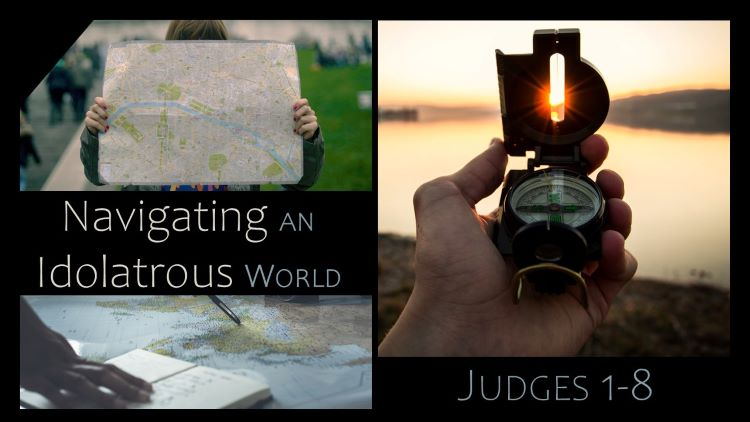 Navigating an
Idolatrous World
Judges 1-8